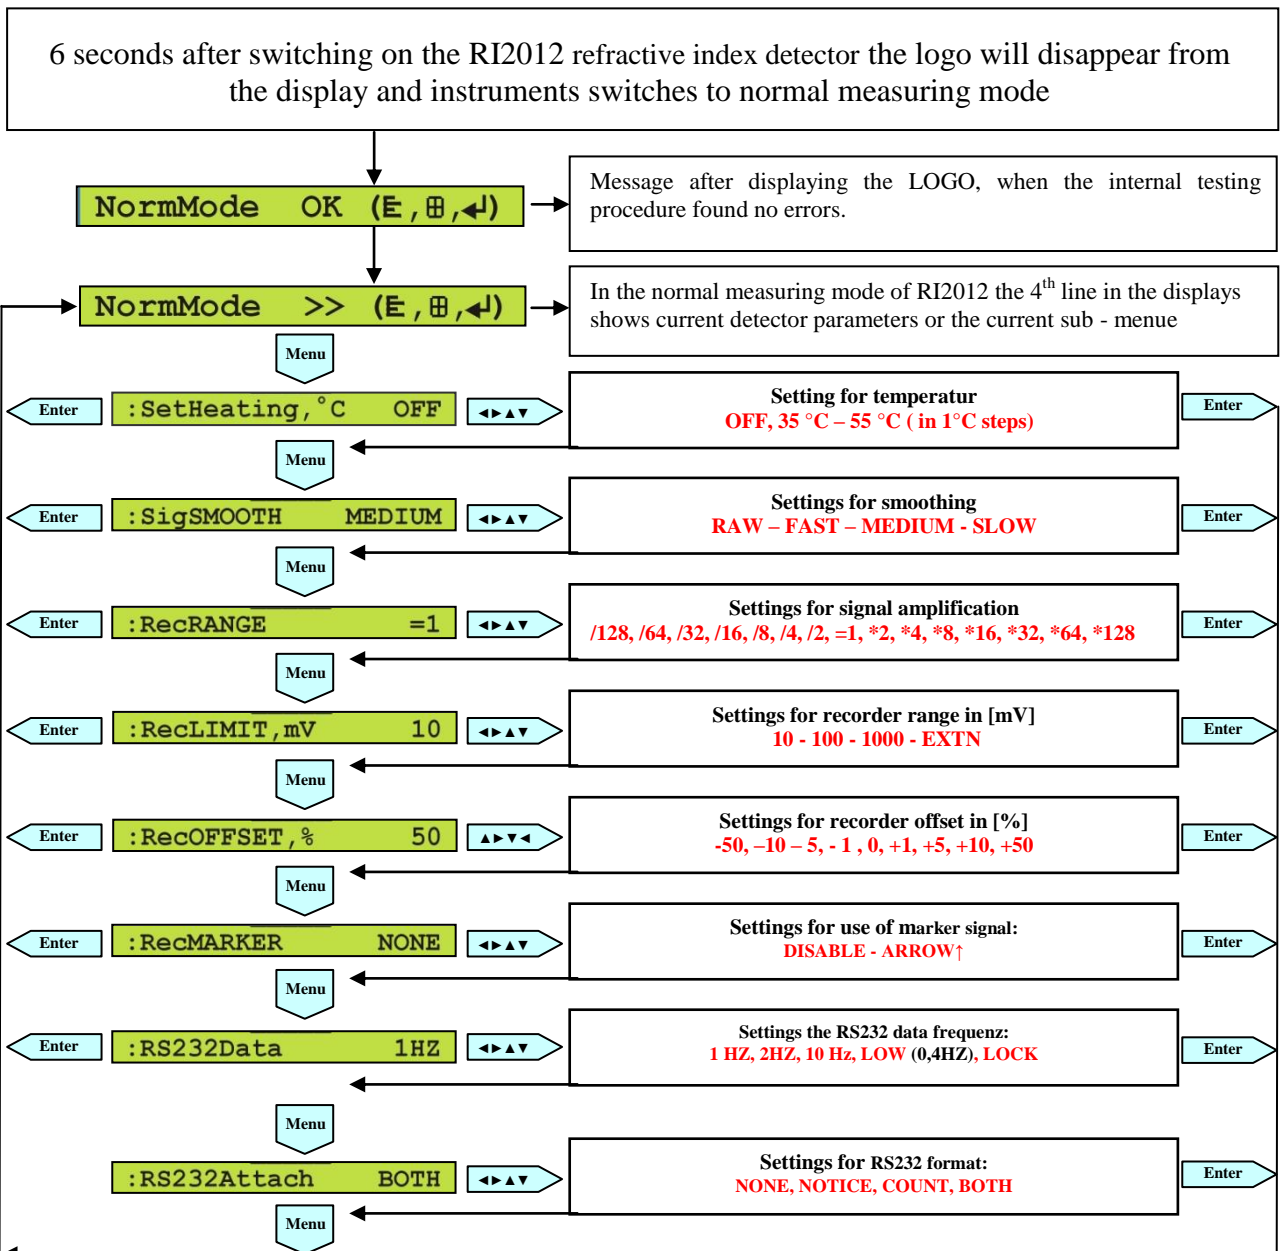 6 seconds after switching on the RI2012 refractive index detector the logo will disappear from
the display and instruments switches to normal measuring mode
NormMode OK (E,⊞,↵)
Message after displaying the LOGO, when the internal testing
procedure found no errors.
NormMode >> (E,⊞,↵)
In the normal measuring mode of RI2012 the 4th line in the displays
shows current detector parameters or the current sub - menue
Menu
Enter
:SetHeating,°C OFF
◄►▲▼
Setting for temperatur
OFF, 35 °C – 55 °C ( in 1°C steps)
Enter
Menu
Enter
:SigSMOOTH MEDIUM
◄►▲▼
Settings for smoothing
RAW – FAST – MEDIUM - SLOW
Enter
Menu
Enter
:RecRANGE =1
◄►▲▼
Settings for signal amplification
/128, /64, /32, /16, /8, /4, /2, =1, *2, *4, *8, *16, *32, *64, *128
Enter
Menu
Enter
:RecLIMIT,mV 10
◄►▲▼
Settings for recorder range in [mV]
10 - 100 - 1000 - EXTN
Enter
Menu
Enter
:RecOFFSET,% 50
▲►▼◄
Settings for recorder offset in [%]
-50, –10 – 5, - 1 , 0, +1, +5, +10, +50
Enter
Menu
Enter
:RecMARKER NONE
◄►▲▼
Settings for use of marker signal:
DISABLE - ARROW↑
Enter
Menu
Enter
:RS232Data 1HZ
◄►▲▼
Settings the RS232 data frequenz:
1 HZ, 2HZ, 10 Hz, LOW (0,4HZ), LOCK
Enter
Menu
:RS232Attach BOTH
◄►▲▼
Settings for RS232 format:
NONE, NOTICE, COUNT, BOTH
Enter
Menu